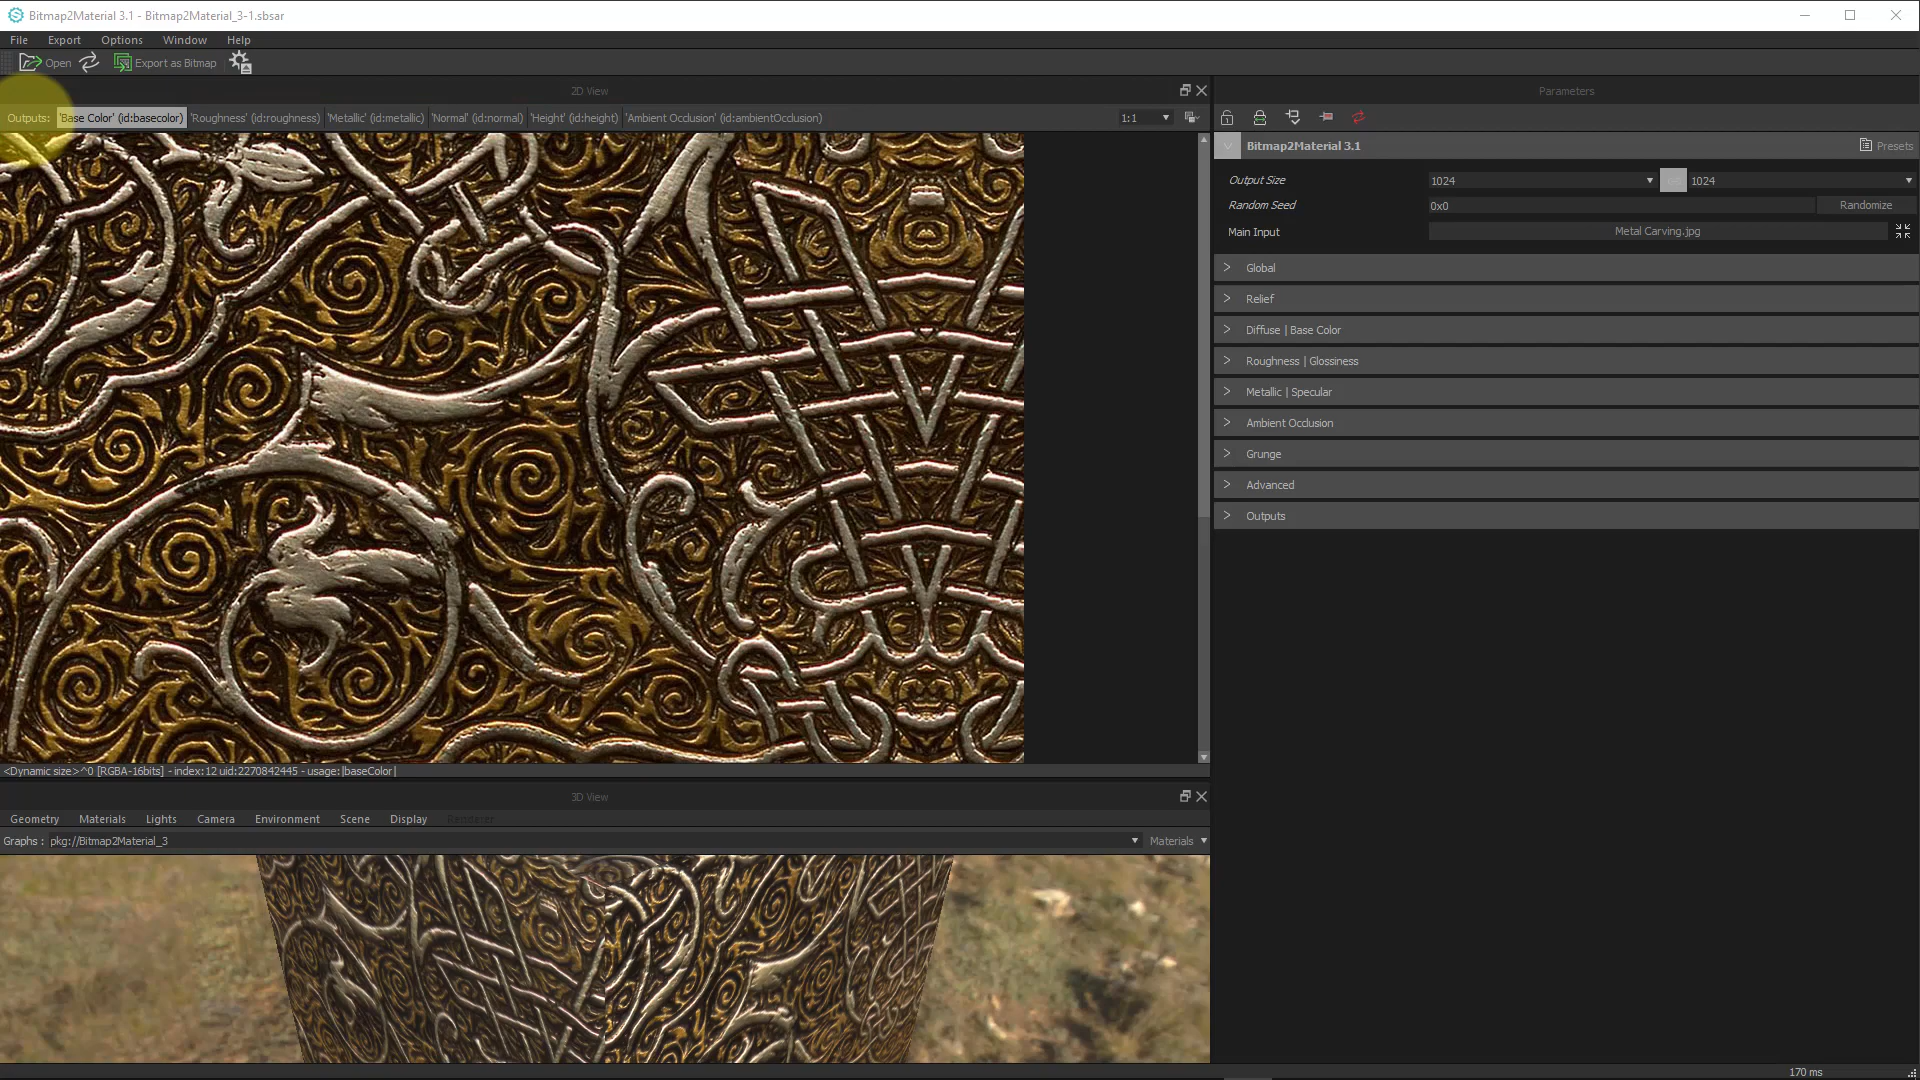 Bitmap2Material 3.1 - Bitmap2Material_3-1.sbsar
File Export Options Window Help
Open Export as Bitmap
2D View
Parameters
Outputs: 'Base Color' (id:basecolor) 'Roughness' (id:roughness) 'Metallic' (id:metallic) 'Normal' (id:normal) 'Height' (id:height) 'Ambient Occlusion' (id:ambientOcclusion) 1:1
Bitmap2Material 3.1 Presets
Output Size 1024 1024
Random Seed 0x0 Randomize
Main Input Metal Carving.jpg
Global
Relief
Diffuse | Base Color
Roughness | Glossiness
Metallic | Specular
Ambient Occlusion
Grunge
Advanced
Outputs
<Dynamic size>^0 [RGBA-16bits] - index:12 uid:2270842445 - usage:|baseColor|
3D View
Geometry Materials Lights Camera Environment Scene Display Renderer
Graphs : pkg://Bitmap2Material_3 Materials
170 ms